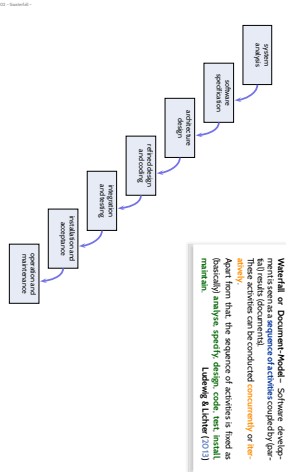 system
analysis
software
specification
architecture
design
refined design
and coding
integration
and testing
installation and
acceptance
operation and
maintenance
Waterfall or Document-Model – Software develop-
ment is seen as a sequence of activities coupled by (par-
tial) results (documents).
These activities can be conducted concurrently or iter-
atively.
Apart from that, the sequence of activities is fixed as
(basically) analyse, specify, design, code, test, install,
maintain.
Ludewig & Lichter (2013)